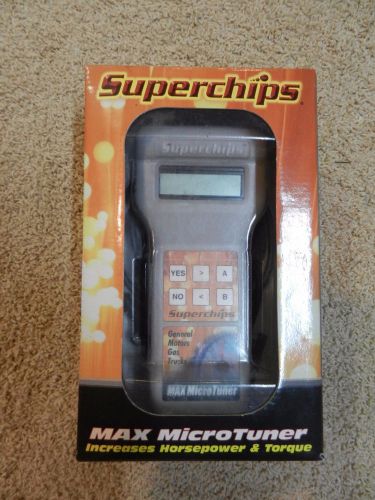 Superchips
Superchips
YES > A
NO < B
Superchips
General
Motors
Gas
Trucks
MAX MicroTuner
MAX MicroTuner
Increases Horsepower & Torque